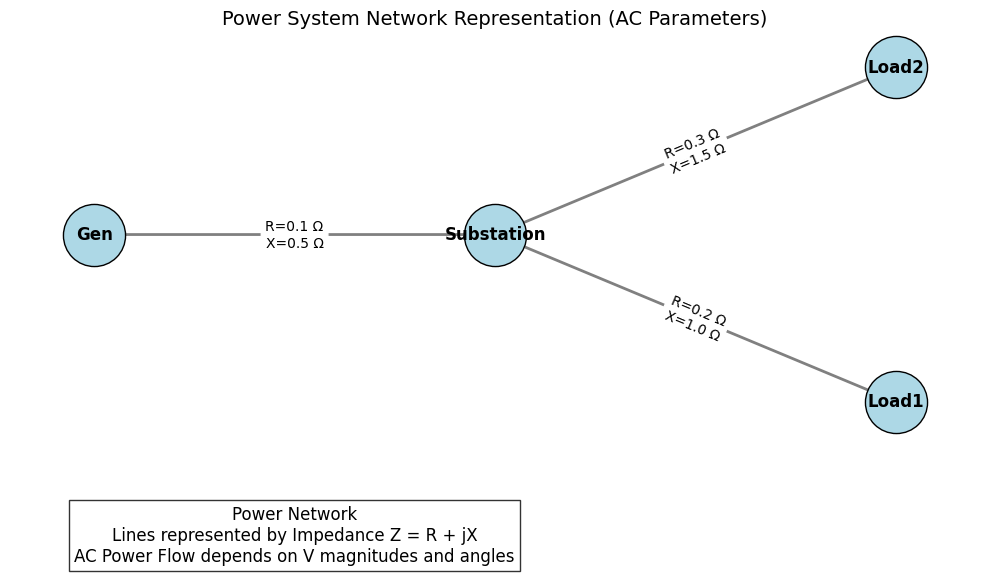 Power System Network Representation (AC Parameters)
Load2
R=0.3 Ω
X=1.5 Ω
Gen
R=0.1 Ω
X=0.5 Ω
Substation
R=0.2 Ω
X=1.0 Ω
Load1
Power Network
Lines represented by Impedance Z = R + jX
AC Power Flow depends on V magnitudes and angles